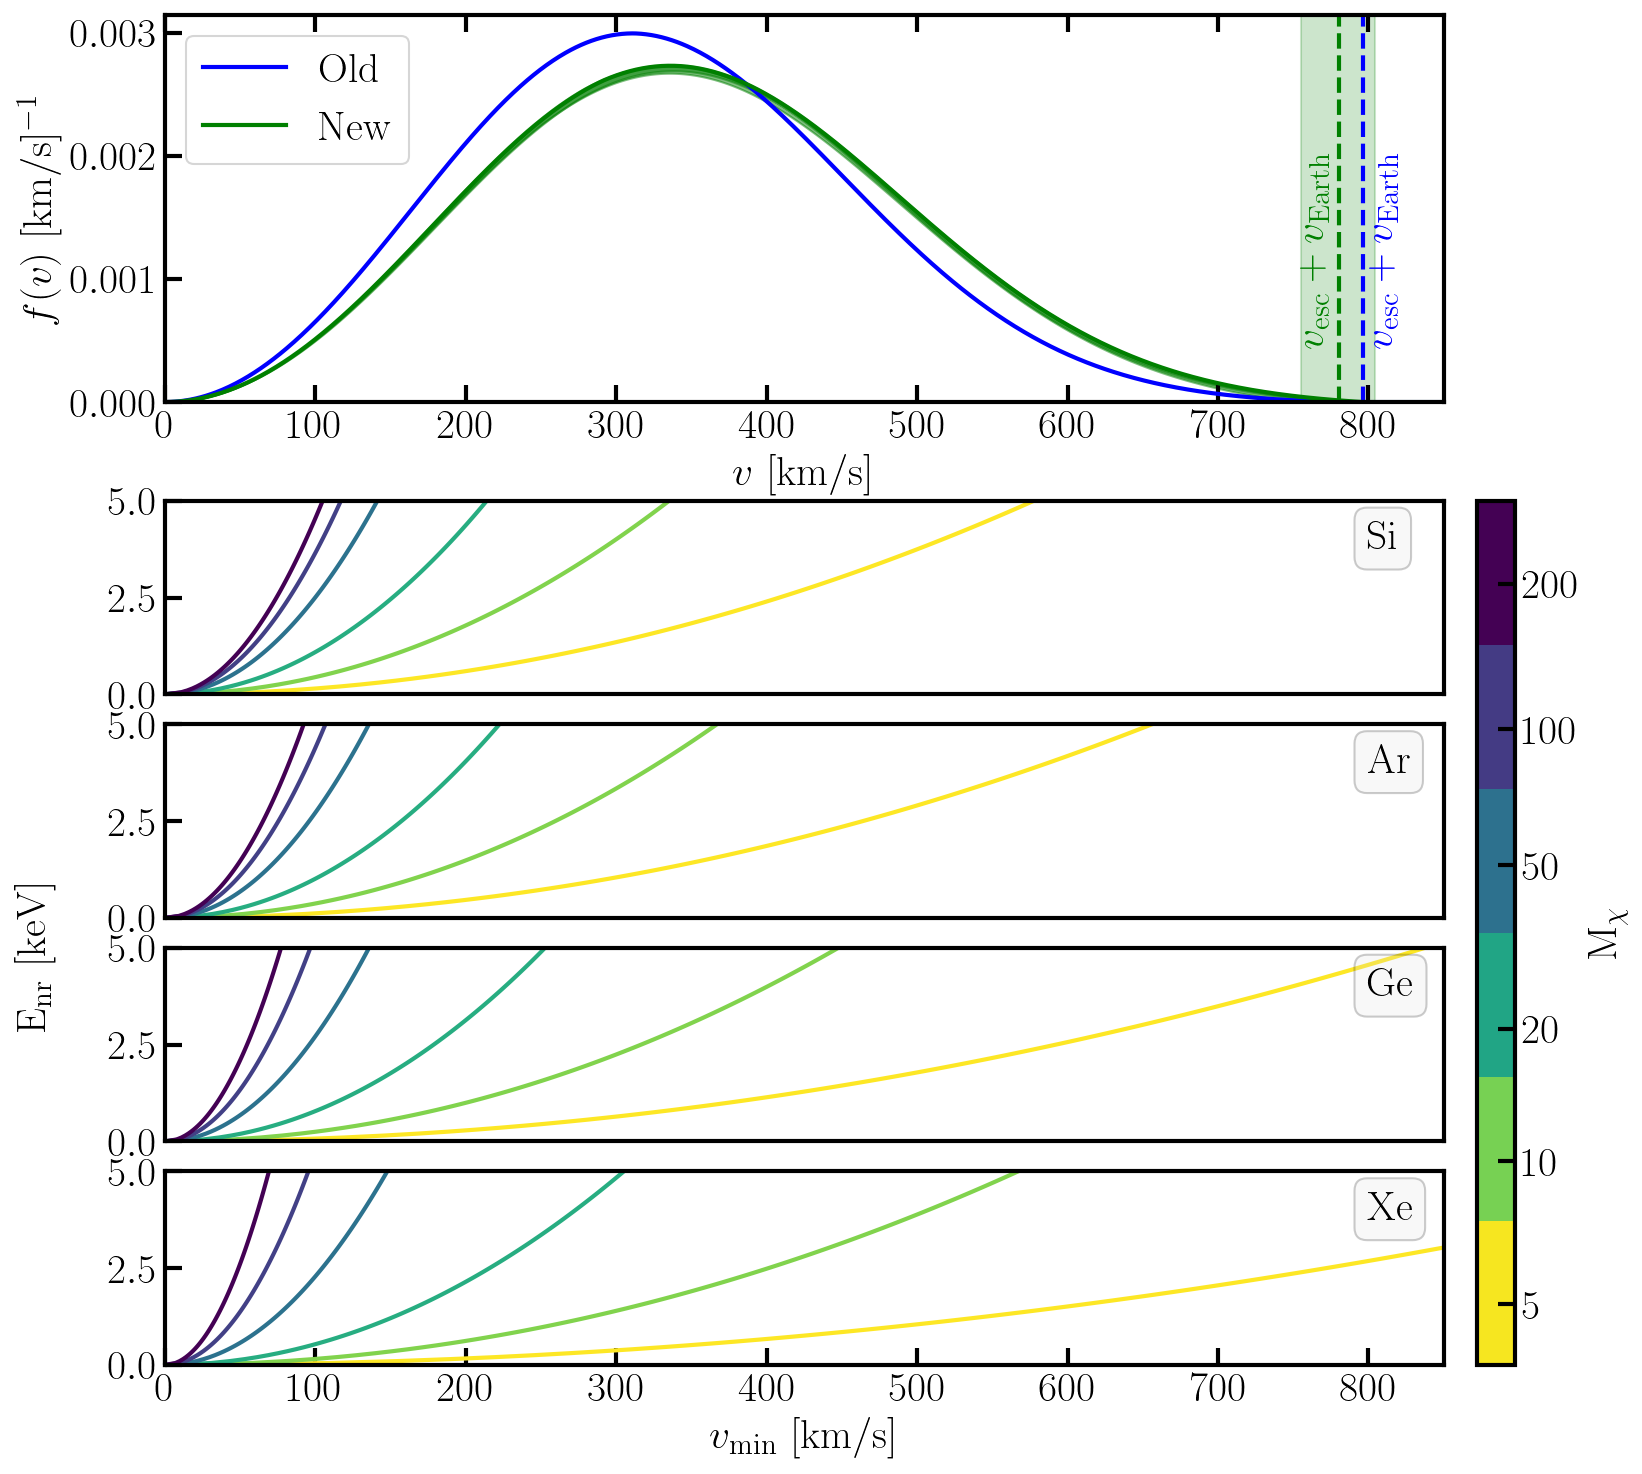 0.003
0.002
0.001
0.000
f(v) [km/s]⁻¹
Old
New
v_esc + v_Earth
v_esc + v_Earth
0 100 200 300 400 500 600 700 800
v [km/s]
5.0
2.5
0.0
Si
5.0
2.5
0.0
Ar
5.0
2.5
0.0
Ge
5.0
2.5
0.0
Xe
E_nr [keV]
0 100 200 300 400 500 600 700 800
v_min [km/s]
200
100
50
20
10
5
M_χ